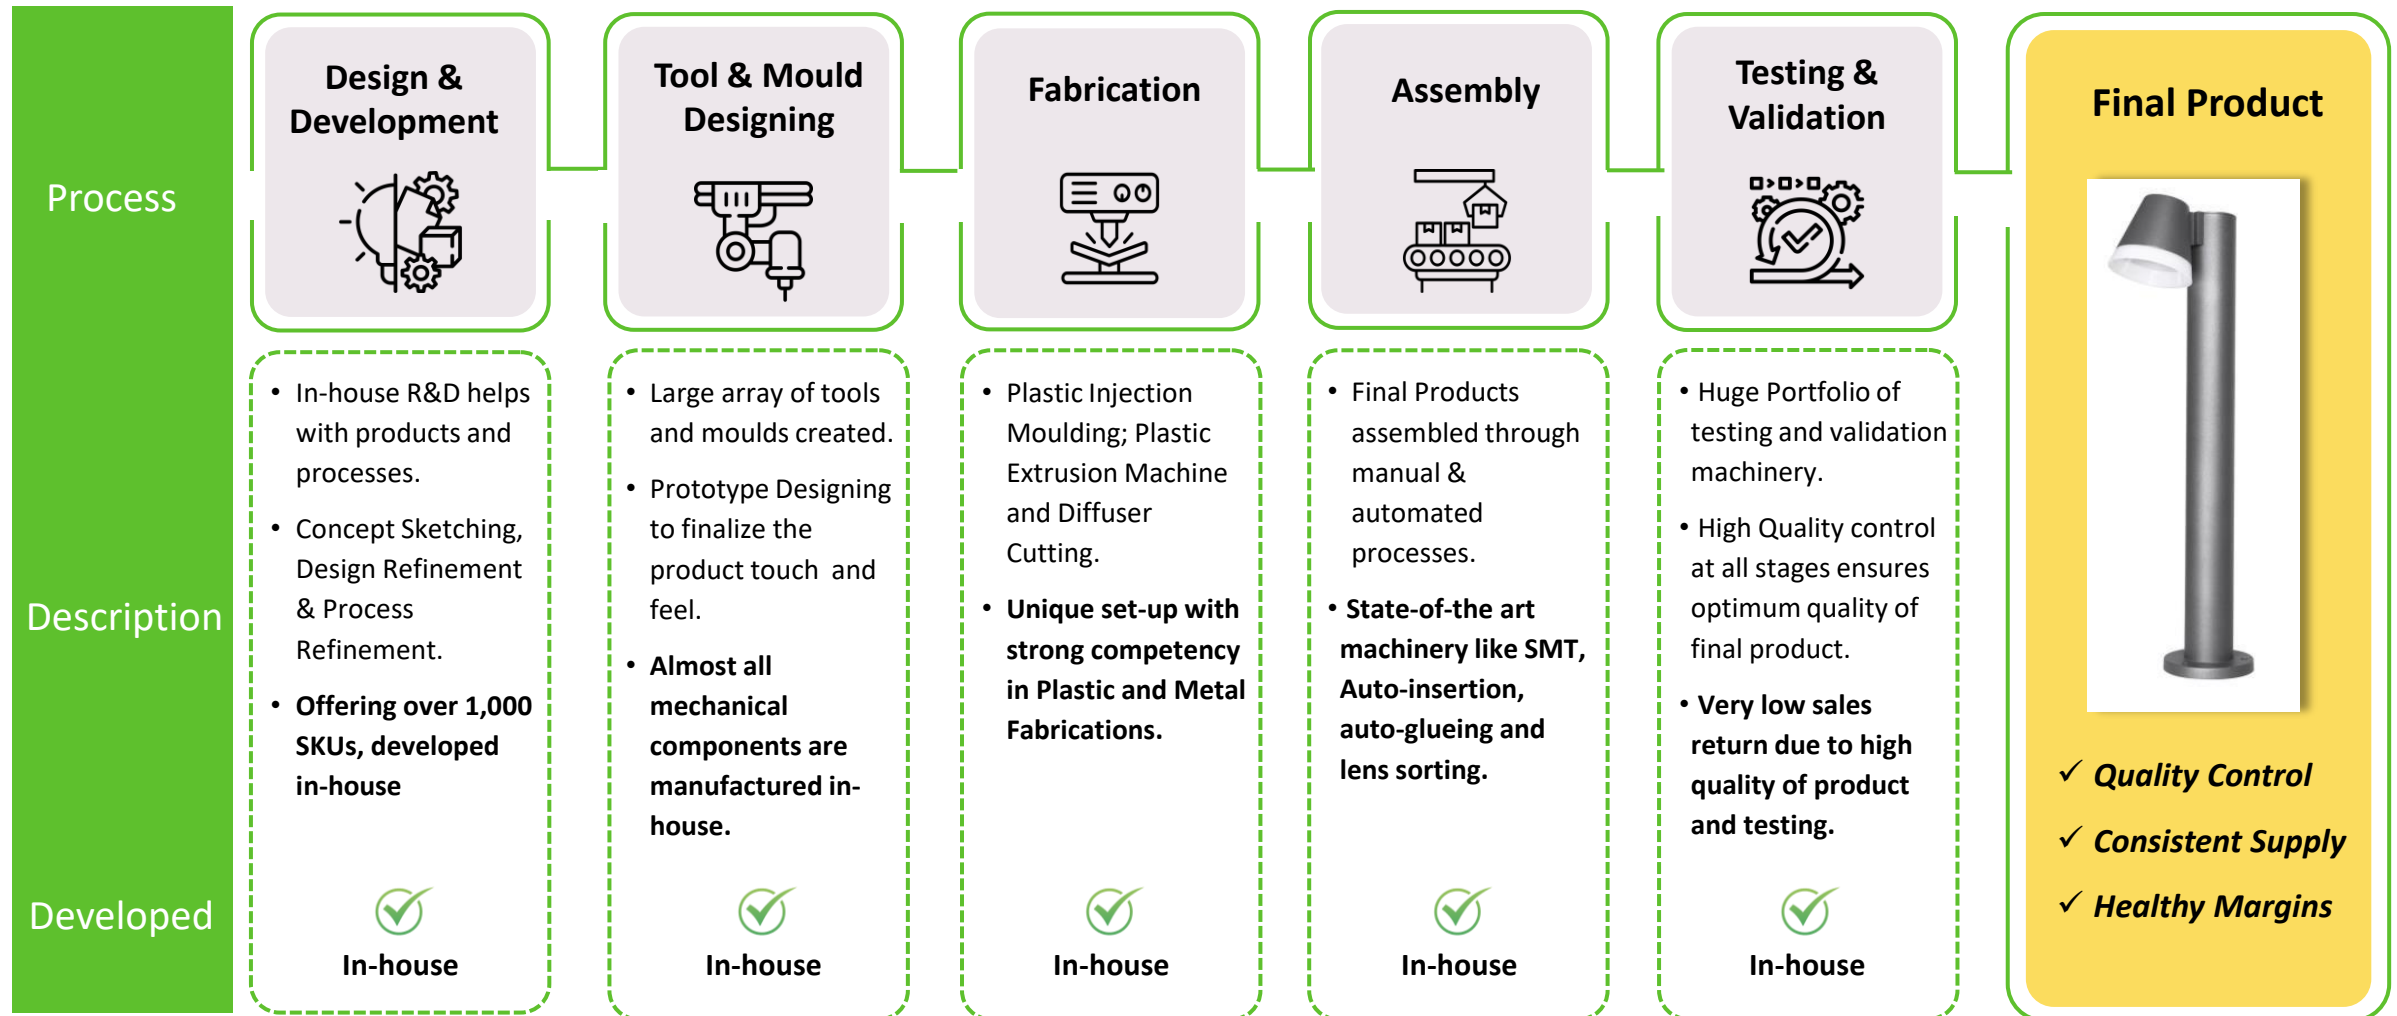 Process
Design &
Development
Tool & Mould
Designing
Fabrication
Assembly
Testing &
Validation
Final Product
Description
• In-house R&D helps
with products and
processes.
• Concept Sketching,
Design Refinement
& Process
Refinement.
• Offering over 1,000
SKUs, developed
in-house
• Large array of tools
and moulds created.
• Prototype Designing
to finalize the
product touch and
feel.
• Almost all
mechanical
components are
manufactured in-
house.
• Plastic Injection
Moulding; Plastic
Extrusion Machine
and Diffuser
Cutting.
• Unique set-up with
strong competency
in Plastic and Metal
Fabrications.
• Final Products
assembled through
manual &
automated
processes.
• State-of-the art
machinery like SMT,
Auto-insertion,
auto-glueing and
lens sorting.
• Huge Portfolio of
testing and validation
machinery.
• High Quality control
at all stages ensures
optimum quality of
final product.
• Very low sales
return due to high
quality of product
and testing.
✓ Quality Control
✓ Consistent Supply
✓ Healthy Margins
Developed
In-house
In-house
In-house
In-house
In-house